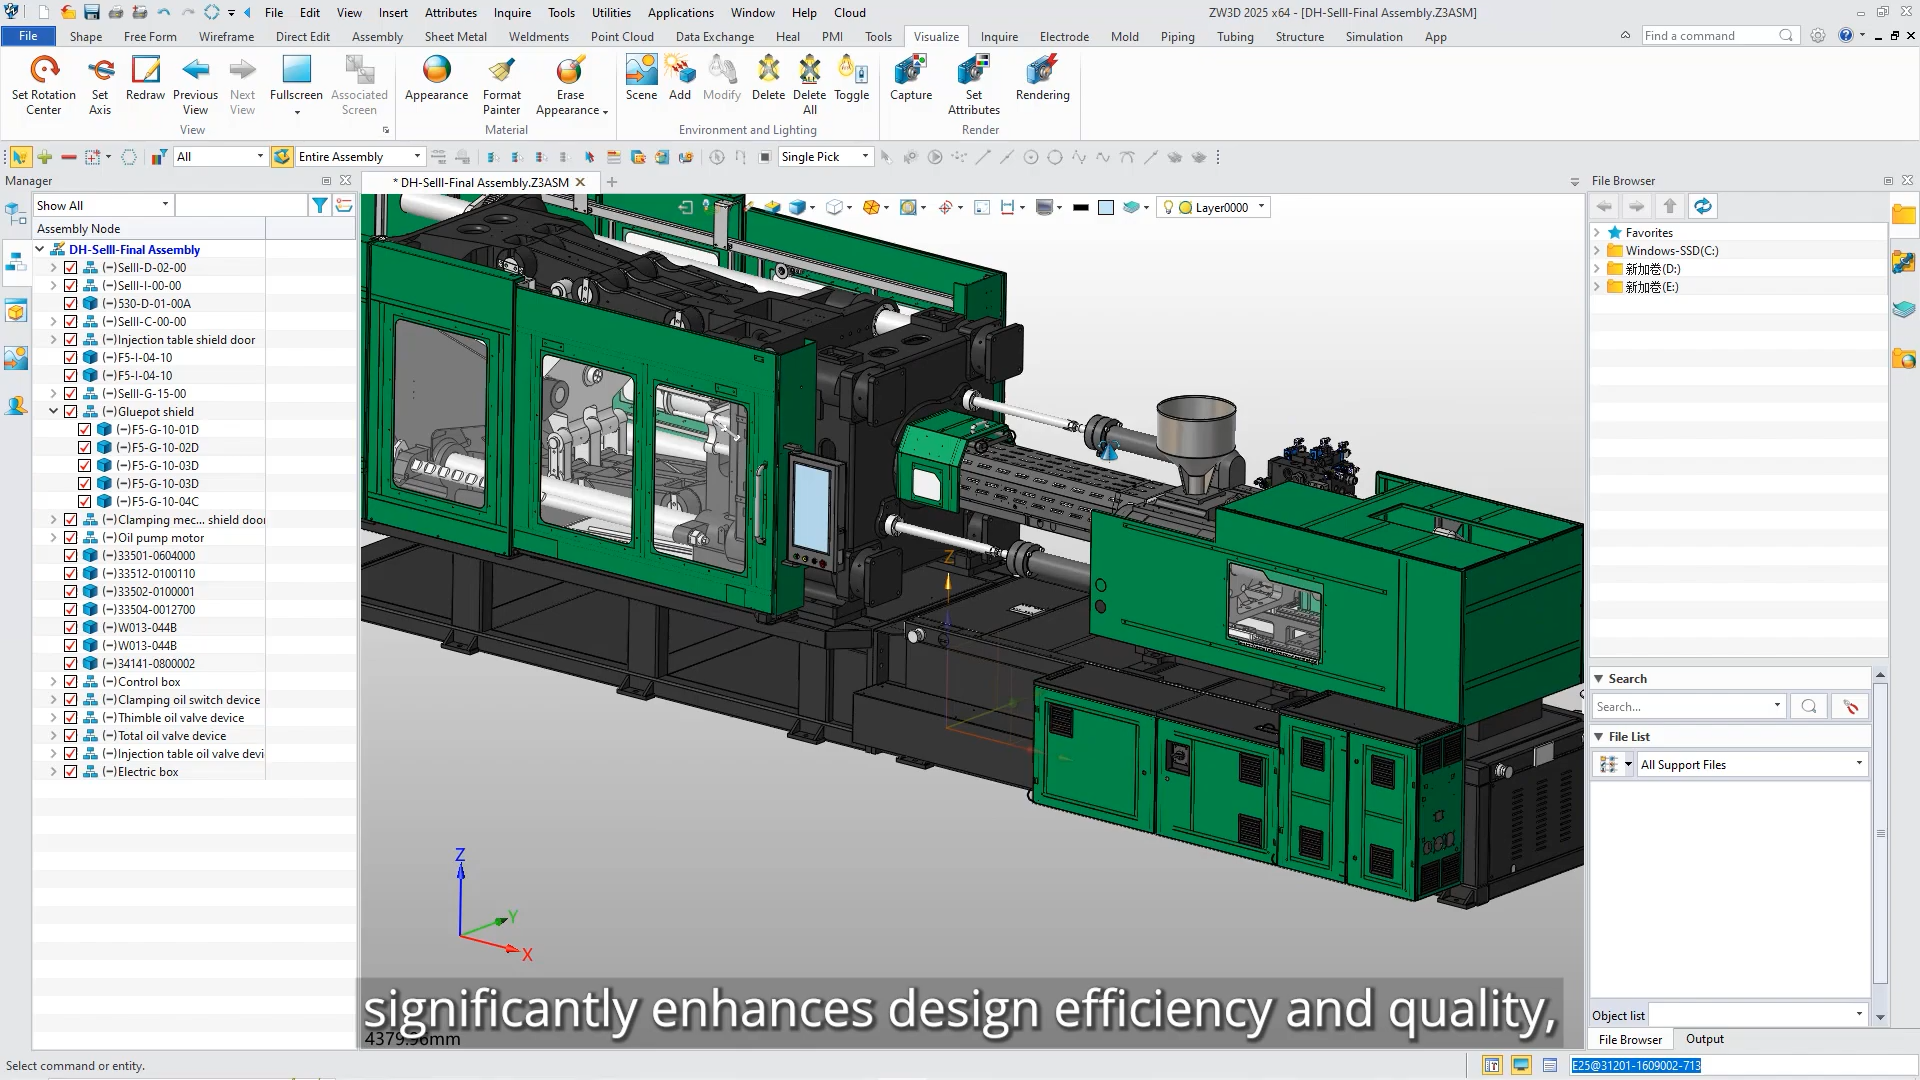 File Edit View Insert Attributes Inquire Tools Utilities Applications Window Help Cloud
ZW3D 2025 x64 - [DH-SeIII-Final Assembly.Z3ASM]
File Shape Free Form Wireframe Direct Edit Assembly Sheet Metal Weldments Point Cloud Data Exchange Heal PMI Tools Visualize Inquire Electrode Mold Piping Tubing Structure Simulation App
Find a command
Set Rotation Center
Set Axis
Redraw
Previous View
Next View
Fullscreen
Associated Screen
Appearance
Format Painter
Erase Appearance
Scene
Add
Modify
Delete
Delete All
Toggle
Capture
Set Attributes
Rendering
View
Material
Environment and Lighting
Render
All
Entire Assembly
Single Pick
Manager
* DH-SeIII-Final Assembly.Z3ASM
File Browser
Show All
Layer0000
Assembly Node
DH-SeIII-Final Assembly
(−)SeIII-D-02-00
(−)SeIII-I-00-00
(−)530-D-01-00A
(−)SeIII-C-00-00
(−)Injection table shield door
(−)F5-I-04-10
(−)F5-I-04-10
(−)SeIII-G-15-00
(−)Gluepot shield
(−)F5-G-10-01D
(−)F5-G-10-02D
(−)F5-G-10-03D
(−)F5-G-10-03D
(−)F5-G-10-04C
(−)Clamping mec... shield door
(−)Oil pump motor
(−)33501-0604000
(−)33512-0100110
(−)33502-0100001
(−)33504-0012700
(−)W013-044B
(−)W013-044B
(−)34141-0800002
(−)Control box
(−)Clamping oil switch device
(−)Thimble oil valve device
(−)Total oil valve device
(−)Injection table oil valve devi
(−)Electric box
Z
Z
Y
X
significantly enhances design efficiency and quality,
4379.96mm
Favorites
Windows-SSD(C:)
新加卷(D:)
新加卷(E:)
Search
Search...
File List
All Support Files
Object list
File Browser Output
Select command or entity.
E25@31201-1609002-713